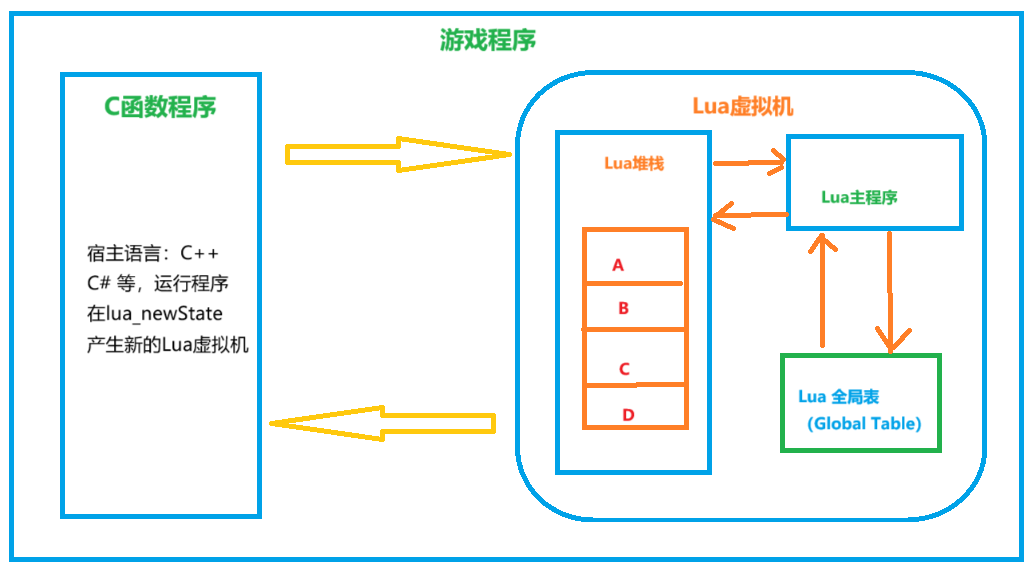 游戏程序
C函数程序
宿主语言：C++
C# 等，运行程序
在lua_newState
产生新的Lua虚拟机
Lua虚拟机
Lua堆栈
A
B
C
D
Lua主程序
Lua 全局表
（Global Table）